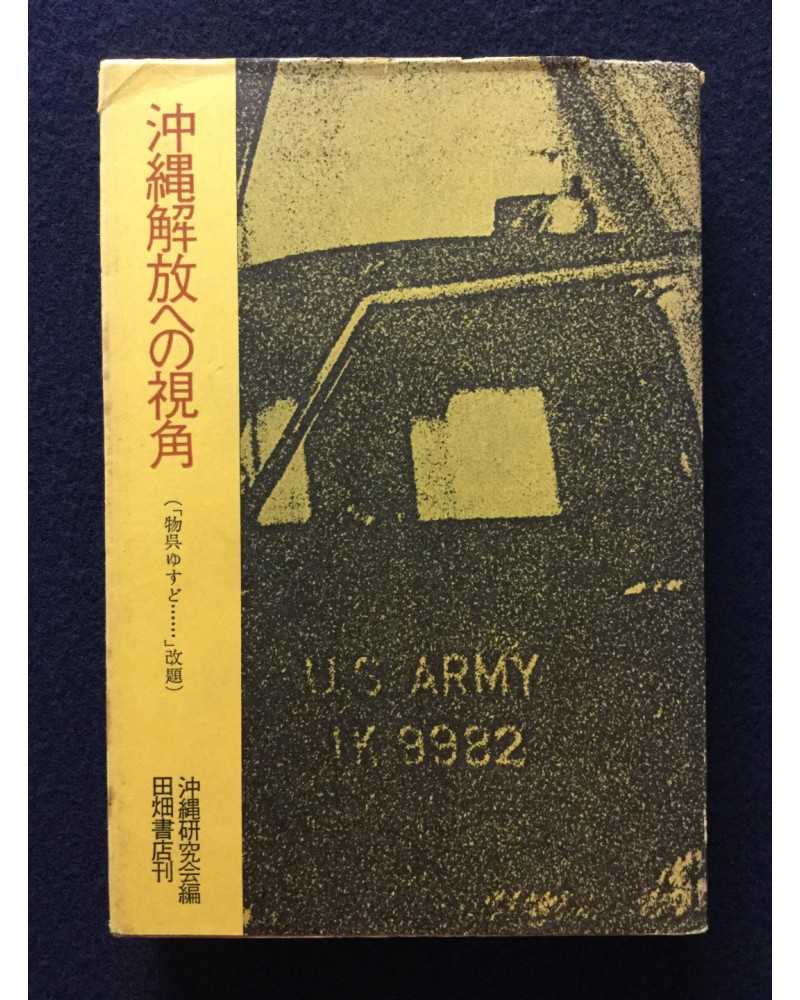 沖縄解放への視角
(「物呉ゆすど……」改題)
沖縄研究会編
田畑書店刊
U.S. ARMY
1K 9982